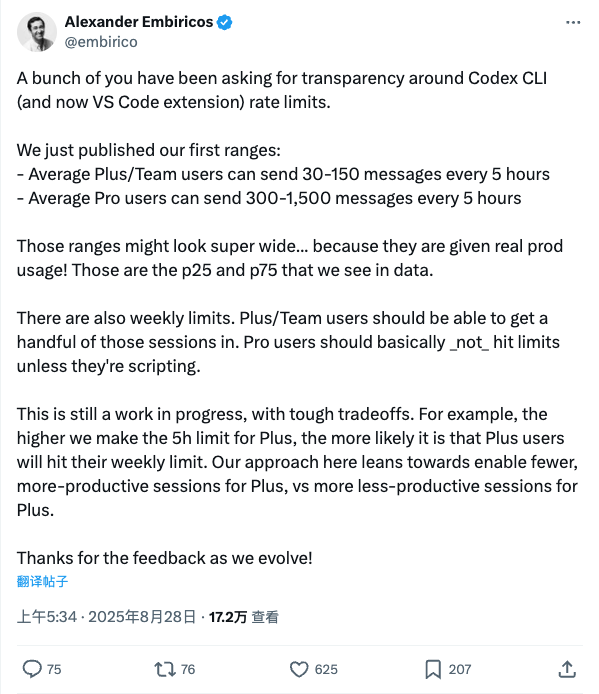 Alexander Embiricos
@embirico
A bunch of you have been asking for transparency around Codex CLI
(and now VS Code extension) rate limits.
We just published our first ranges:
- Average Plus/Team users can send 30-150 messages every 5 hours
- Average Pro users can send 300-1,500 messages every 5 hours
Those ranges might look super wide... because they are given real prod
usage! Those are the p25 and p75 that we see in data.
There are also weekly limits. Plus/Team users should be able to get a
handful of those sessions in. Pro users should basically _not_ hit limits
unless they're scripting.
This is still a work in progress, with tough tradeoffs. For example, the
higher we make the 5h limit for Plus, the more likely it is that Plus users
will hit their weekly limit. Our approach here leans towards enable fewer,
more-productive sessions for Plus, vs more less-productive sessions for
Plus.
Thanks for the feedback as we evolve!
翻译帖子
上午5:34 · 2025年8月28日 · 17.2万 查看
75 76 625 207